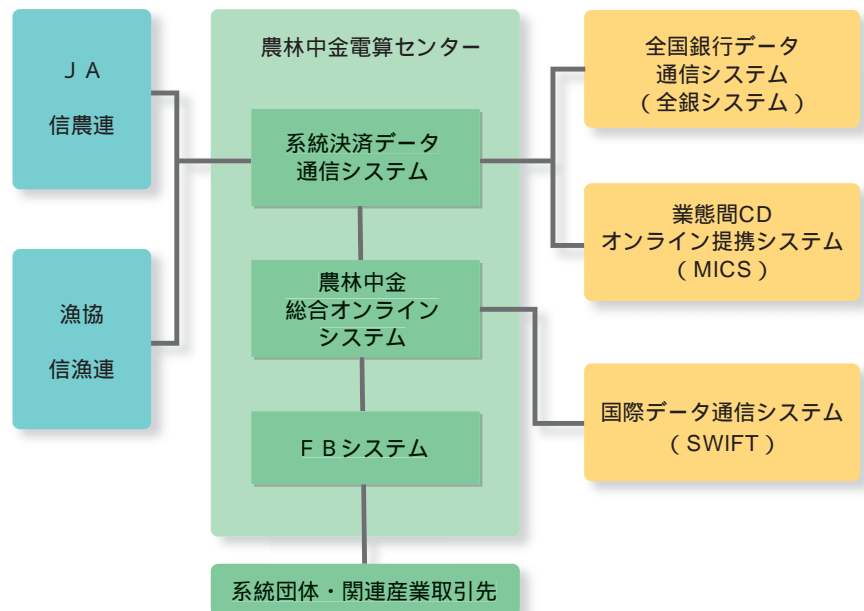 JA
信農連
漁協
信漁連
農林中金電算センター
系統決済データ
通信システム
農林中金
総合オンライン
システム
FBシステム
系統団体・関連産業取引先
全国銀行データ
通信システム
(全銀システム)
業態間CD
オンライン提携システム
(MICS)
国際データ通信システム
(SWIFT)